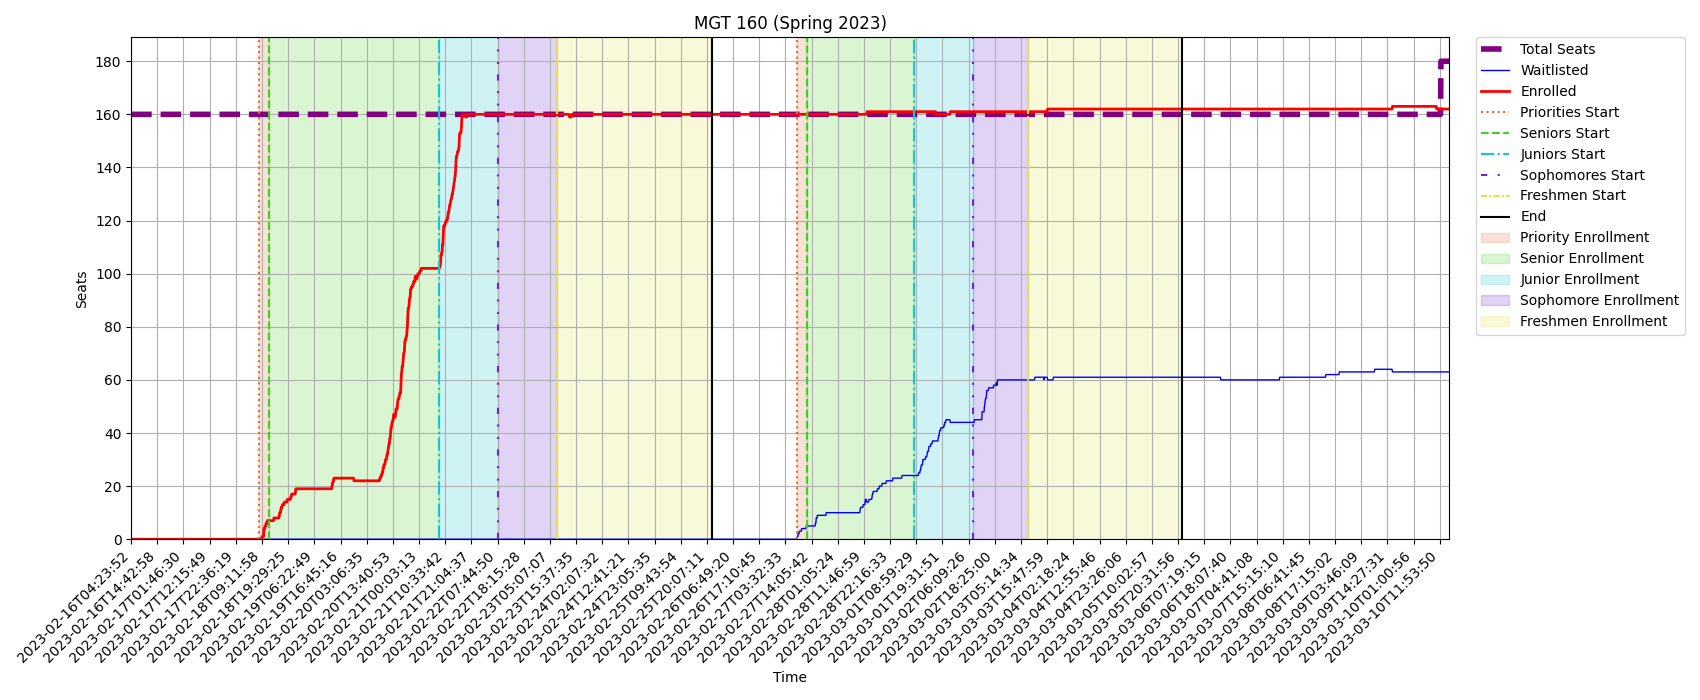 MGT 160 (Spring 2023)
Seats
180
160
140
120
100
80
60
40
20
0
2023-02-16T04:23:52
2023-02-16T14:42:58
2023-02-17T01:46:30
2023-02-17T12:15:49
2023-02-17T22:36:19
2023-02-18T09:11:58
2023-02-18T19:29:25
2023-02-19T06:22:49
2023-02-19T16:45:16
2023-02-20T03:06:35
2023-02-20T13:40:53
2023-02-21T00:03:13
2023-02-21T10:33:42
2023-02-21T21:04:37
2023-02-22T07:44:50
2023-02-22T18:15:28
2023-02-23T05:07:07
2023-02-23T15:37:35
2023-02-24T02:07:32
2023-02-24T12:41:21
2023-02-24T23:05:35
2023-02-25T09:43:54
2023-02-25T20:07:11
2023-02-26T06:49:20
2023-02-26T17:10:45
2023-02-27T03:32:33
2023-02-27T14:05:42
2023-02-28T01:05:24
2023-02-28T11:46:59
2023-02-28T22:16:33
2023-03-01T08:59:29
2023-03-01T19:31:51
2023-03-02T06:09:26
2023-03-02T18:25:00
2023-03-03T05:14:34
2023-03-03T15:47:59
2023-03-04T02:18:24
2023-03-04T12:55:46
2023-03-04T23:26:06
2023-03-05T10:02:57
2023-03-05T20:31:56
2023-03-06T07:19:15
2023-03-06T18:07:40
2023-03-07T04:41:08
2023-03-07T15:15:10
2023-03-08T06:41:45
2023-03-08T17:15:02
2023-03-09T03:46:09
2023-03-09T14:27:31
2023-03-10T01:00:56
2023-03-10T11:53:50
Time
Total Seats
Waitlisted
Enrolled
Priorities Start
Seniors Start
Juniors Start
Sophomores Start
Freshmen Start
End
Priority Enrollment
Senior Enrollment
Junior Enrollment
Sophomore Enrollment
Freshmen Enrollment